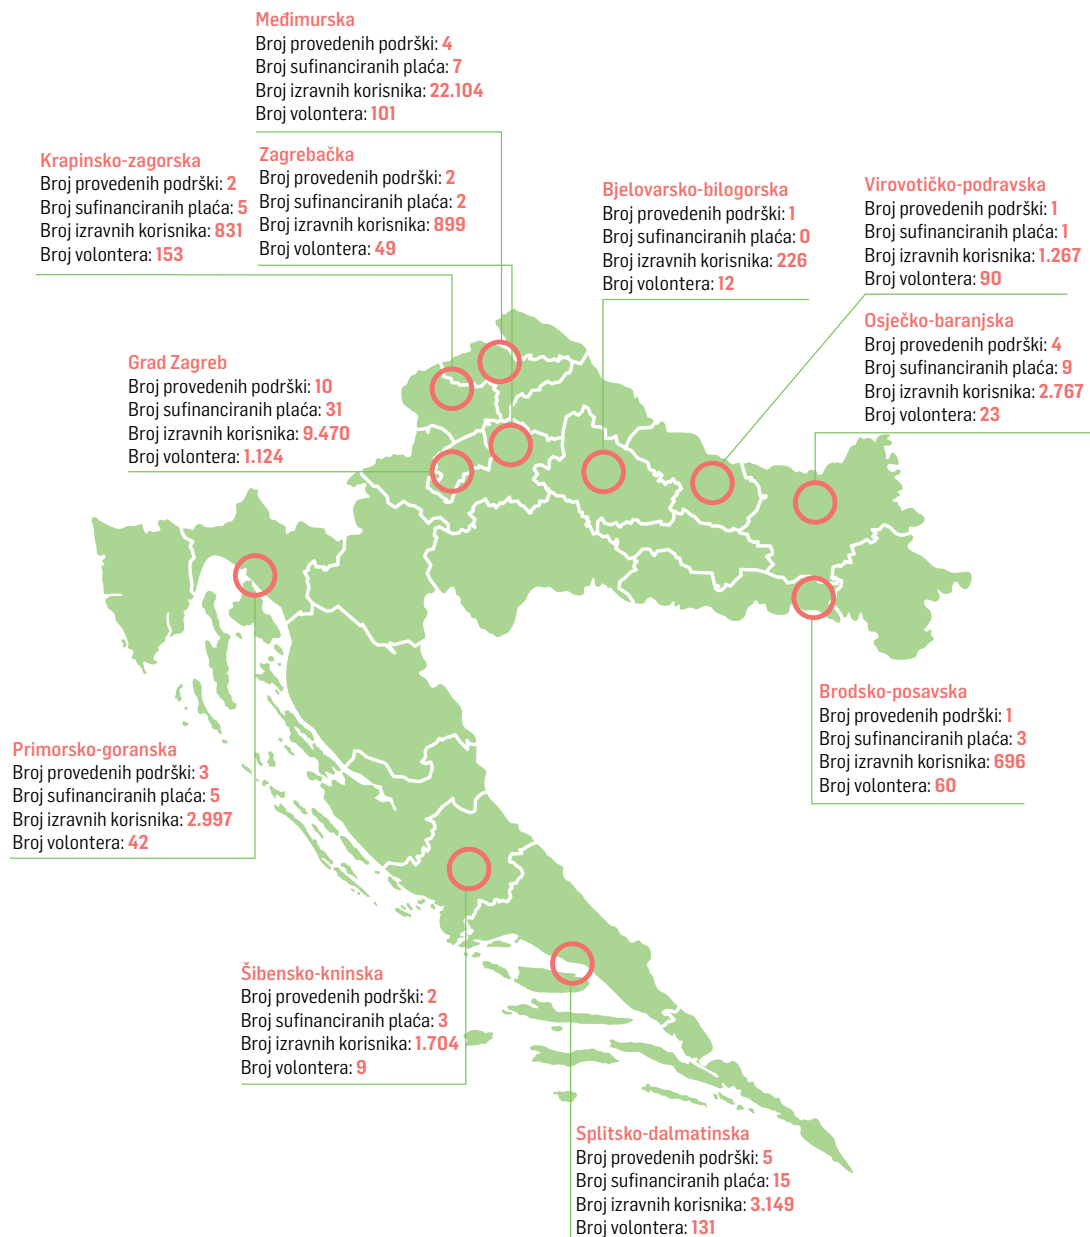 Međimurska
Broj provedenih podrški: 4
Broj sufinanciranih plaća: 7
Broj izravnih korisnika: 22.104
Broj volontera: 101
Krapinsko-zagorska
Broj provedenih podrški: 2
Broj sufinanciranih plaća: 5
Broj izravnih korisnika: 831
Broj volontera: 153
Zagrebačka
Broj provedenih podrški: 2
Broj sufinanciranih plaća: 2
Broj izravnih korisnika: 899
Broj volontera: 49
Bjelovarsko-bilogorska
Broj provedenih podrški: 1
Broj sufinanciranih plaća: 0
Broj izravnih korisnika: 226
Broj volontera: 12
Virovotičko-podravska
Broj provedenih podrški: 1
Broj sufinanciranih plaća: 1
Broj izravnih korisnika: 1.267
Broj volontera: 90
Osječko-baranjska
Broj provedenih podrški: 4
Broj sufinanciranih plaća: 9
Broj izravnih korisnika: 2.767
Broj volontera: 23
Grad Zagreb
Broj provedenih podrški: 10
Broj sufinanciranih plaća: 31
Broj izravnih korisnika: 9.470
Broj volontera: 1.124
Brodsko-posavska
Broj provedenih podrški: 1
Broj sufinanciranih plaća: 3
Broj izravnih korisnika: 696
Broj volontera: 60
Primorsko-goranska
Broj provedenih podrški: 3
Broj sufinanciranih plaća: 5
Broj izravnih korisnika: 2.997
Broj volontera: 42
Šibensko-kninska
Broj provedenih podrški: 2
Broj sufinanciranih plaća: 3
Broj izravnih korisnika: 1.704
Broj volontera: 9
Splitsko-dalmatinska
Broj provedenih podrški: 5
Broj sufinanciranih plaća: 15
Broj izravnih korisnika: 3.149
Broj volontera: 131